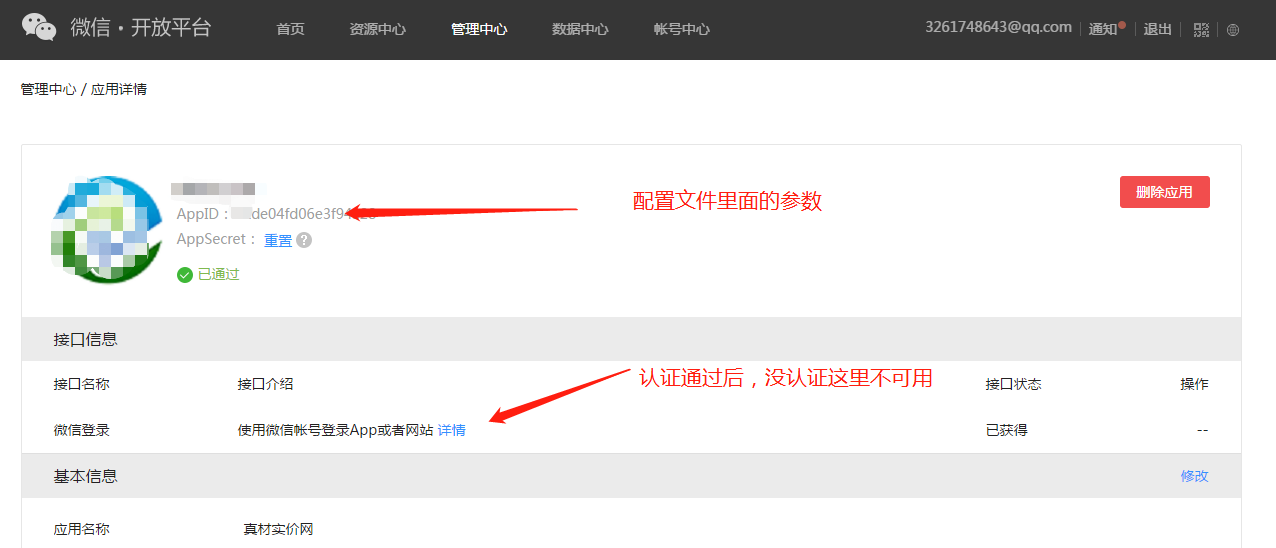 微信·开放平台 首页 资源中心 管理中心 数据中心 帐号中心 3261748643@qq.com 通知 退出
管理中心 / 应用详情
AppID： de04fd06e3f9
配置文件里面的参数
删除应用
AppSecret： 重置 ?
已通过
接口信息
认证通过后，没认证这里不可用
接口名称 接口介绍 接口状态 操作
微信登录 使用微信帐号登录App或者网站 详情 已获得 --
基本信息 修改
应用名称 真材实价网